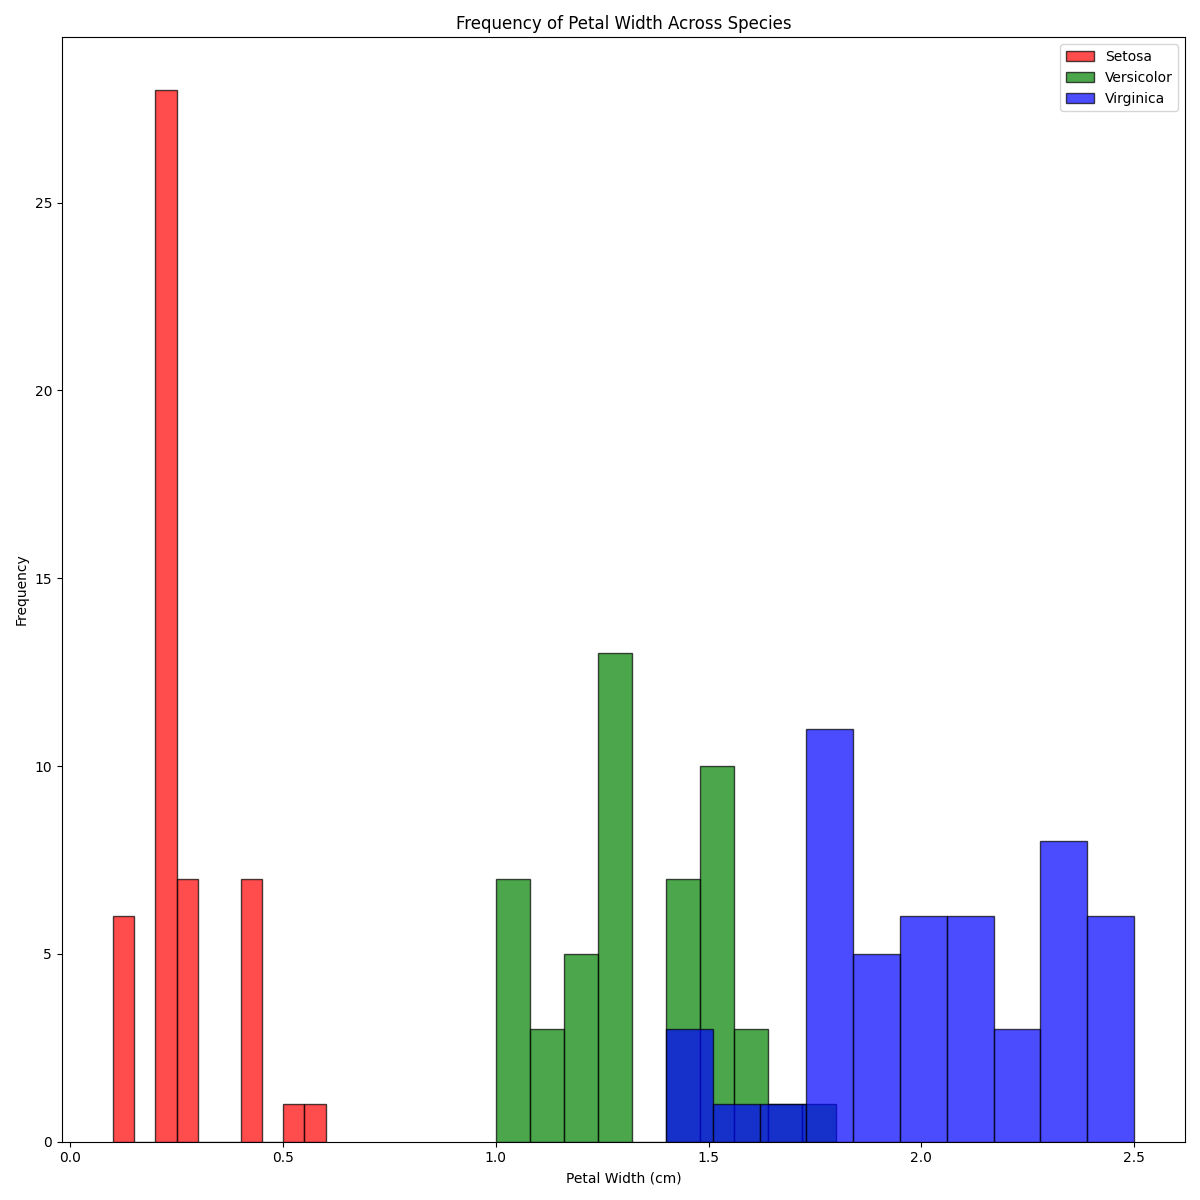 Frequency of Petal Width Across Species
Setosa
Versicolor
Virginica
Frequency
25
20
15
10
5
0
0.0 0.5 1.0 1.5 2.0 2.5
Petal Width (cm)